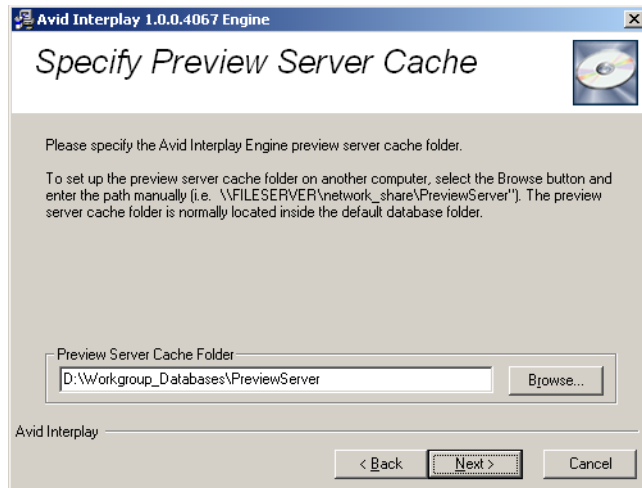 Avid Interplay 1.0.0.4067 Engine
Specify Preview Server Cache
Please specify the Avid Interplay Engine preview server cache folder.
To set up the preview server cache folder on another computer, select the Browse button and
enter the path manually (i.e. \\FILESERVER\network_share\PreviewServer"). The preview
server cache folder is normally located inside the default database folder.
Preview Server Cache Folder
D:\Workgroup_Databases\PreviewServer
Browse...
Avid Interplay
< Back
Next >
Cancel